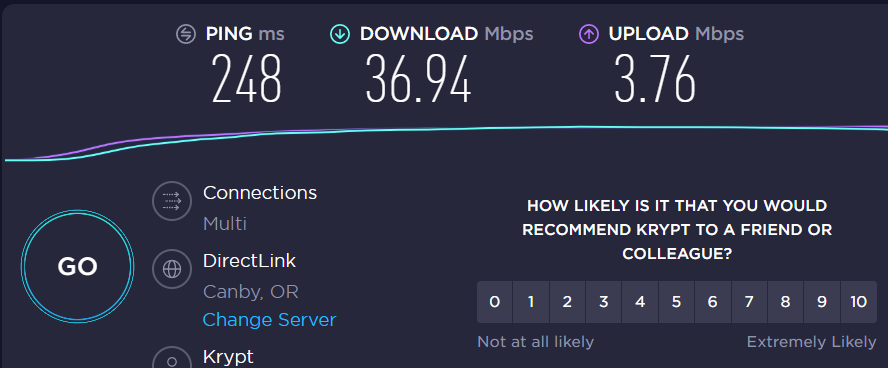 PING ms
DOWNLOAD Mbps
UPLOAD Mbps
248
36.94
3.76
GO
Connections
Multi
DirectLink
Canby, OR
Change Server
Krypt
HOW LIKELY IS IT THAT YOU WOULD
RECOMMEND KRYPT TO A FRIEND OR
COLLEAGUE?
0 1 2 3 4 5 6 7 8 9 10
Not at all likely
Extremely Likely